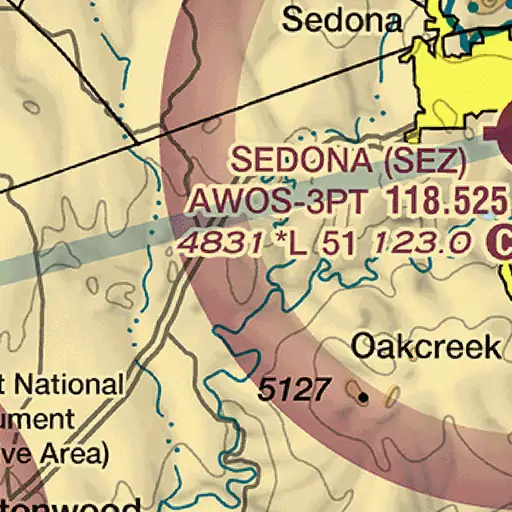 Sedona
SEDONA (SEZ)
AWOS-3PT 118.525
4831 *L 51 123.0 C
Oakcreek
5127
t National
ument
ve Area)
tonwood